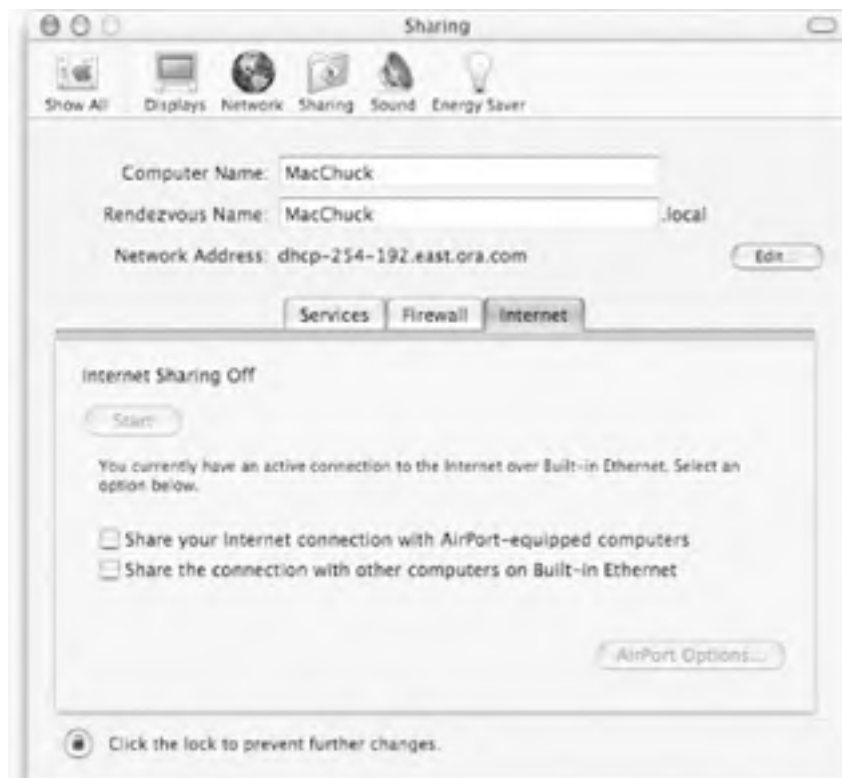 Sharing
Show All Displays Network Sharing Sound Energy Saver
Computer Name: MacChuck
Rendezvous Name: MacChuck .local
Network Address: dhcp-254-192.east.ora.com Edit...
Services Firewall Internet
Internet Sharing Off
Start
You currently have an active connection to the Internet over Built-in Ethernet. Select an
option below.
Share your Internet connection with AirPort-equipped computers
Share the connection with other computers on Built-in Ethernet
AirPort Options...
Click the lock to prevent further changes.